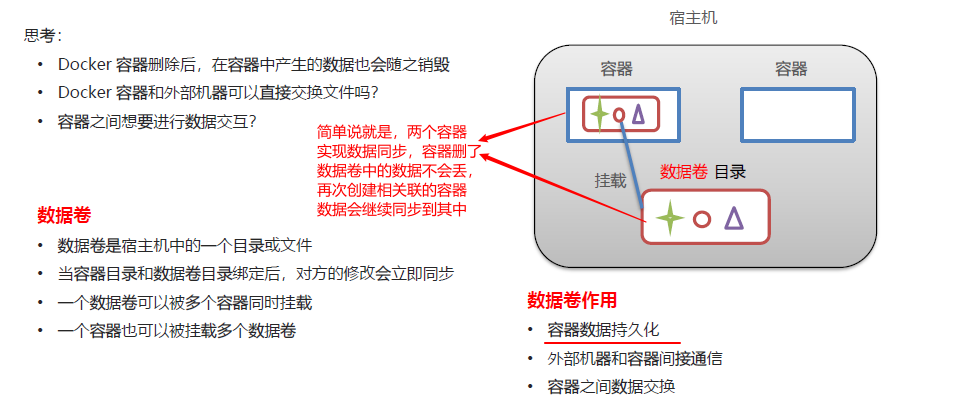 思考：
• Docker 容器删除后，在容器中产生的数据也会随之销毁
• Docker 容器和外部机器可以直接交换文件吗？
• 容器之间想要进行数据交互？
数据卷
• 数据卷是宿主机中的一个目录或文件
• 当容器目录和数据卷目录绑定后，对方的修改会立即同步
• 一个数据卷可以被多个容器同时挂载
• 一个容器也可以被挂载多个数据卷
简单说就是，两个容器
实现数据同步，容器删了
数据卷中的数据不会丢，
再次创建相关联的容器
数据会继续同步到其中
宿主机
容器
容器
挂载
数据卷 目录
数据卷作用
• 容器数据持久化
• 外部机器和容器间接通信
• 容器之间数据交换